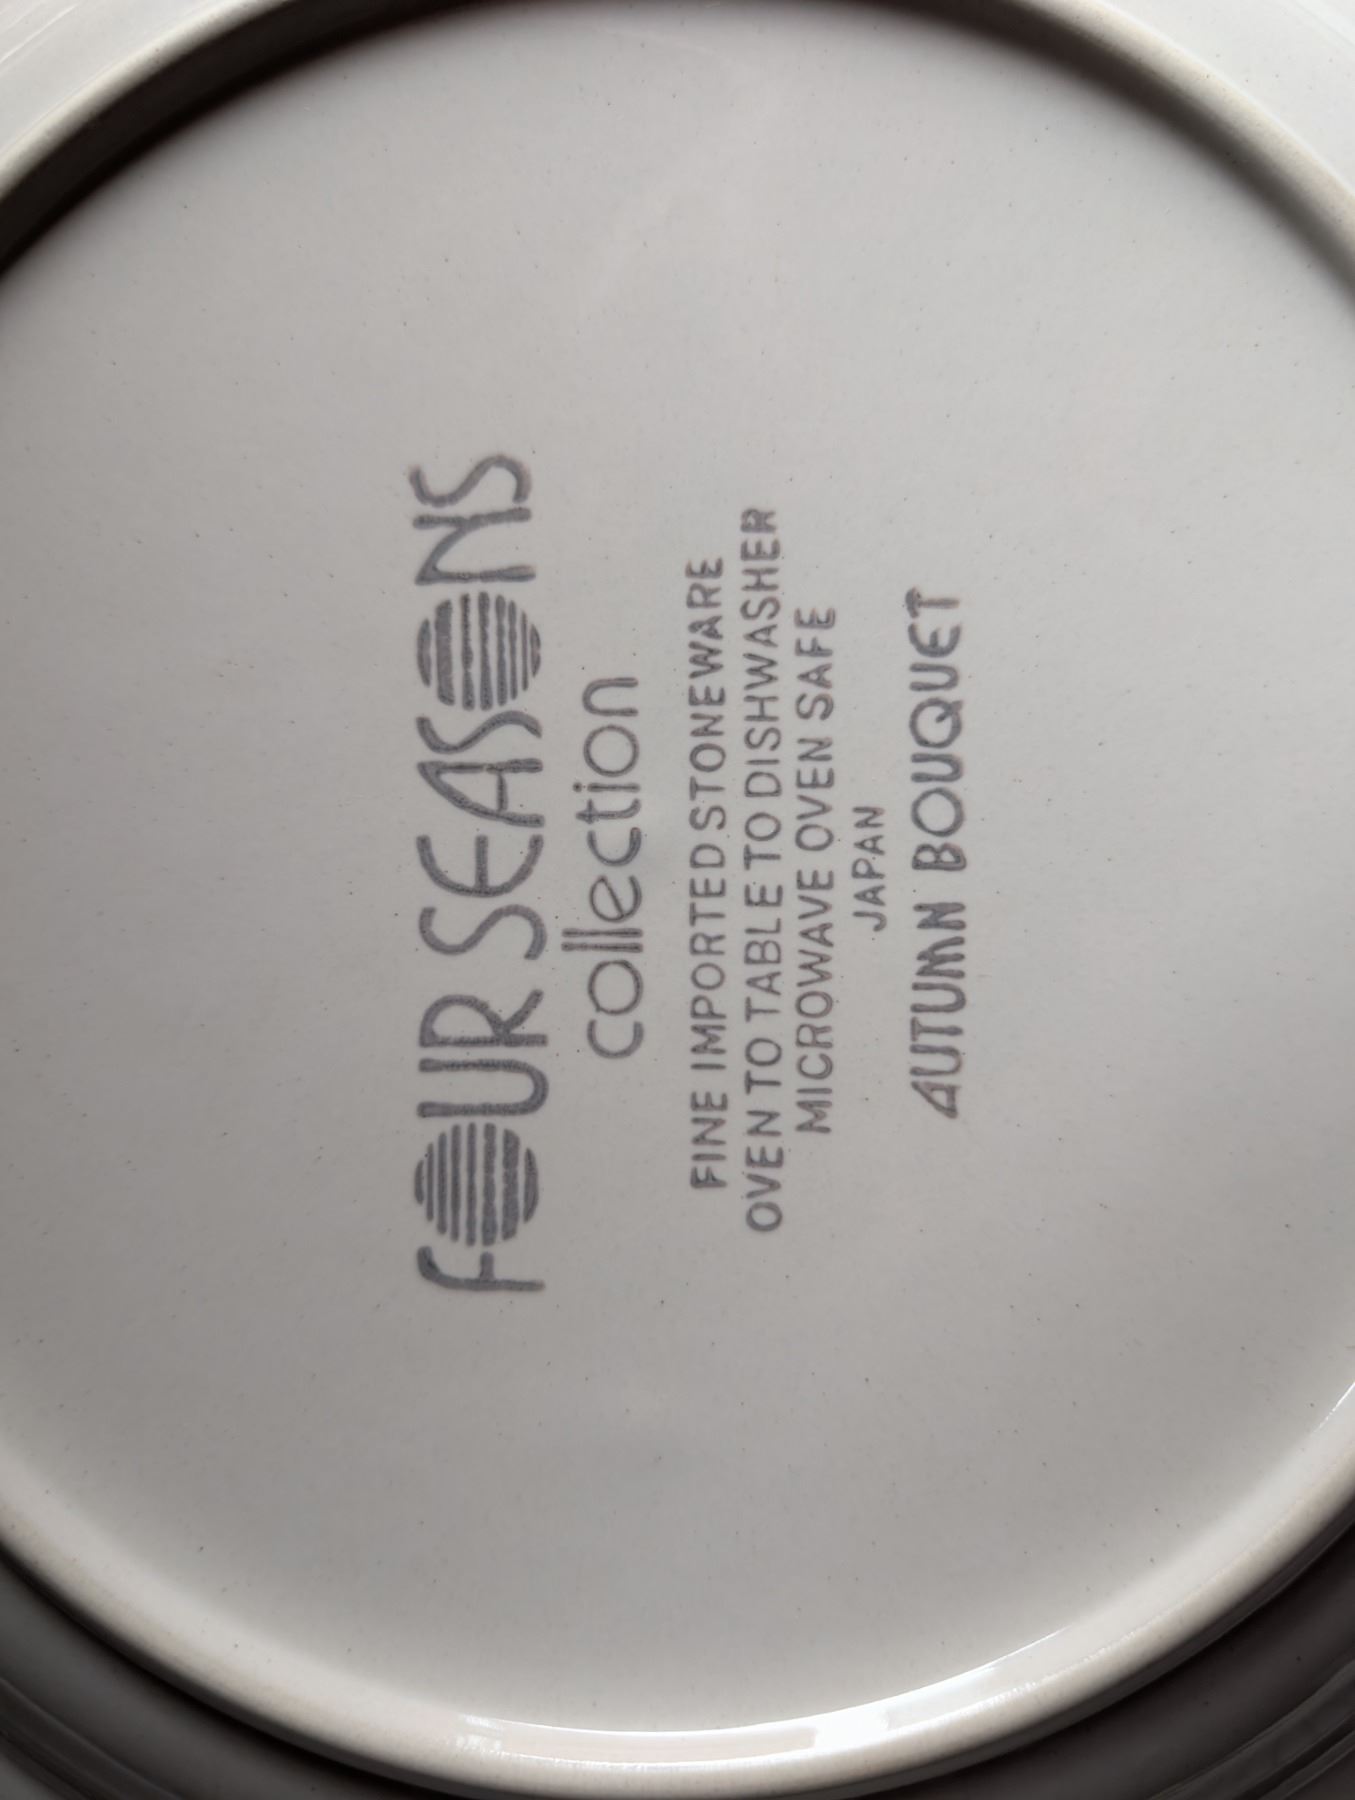 FOUR SEASONS
collection
FINE IMPORTED STONEWARE
OVEN TO TABLE TO DISHWASHER
MICROWAVE OVEN SAFE
JAPAN
AUTUMN BOUQUET